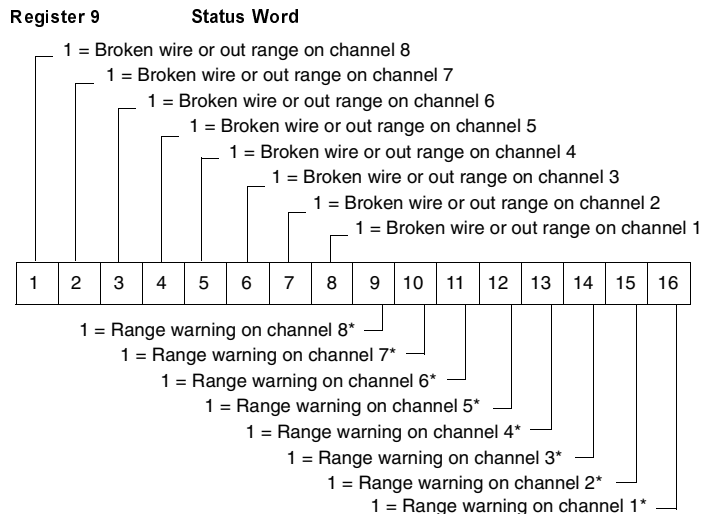 Register 9 Status Word
1 = Broken wire or out range on channel 8
1 = Broken wire or out range on channel 7
1 = Broken wire or out range on channel 6
1 = Broken wire or out range on channel 5
1 = Broken wire or out range on channel 4
1 = Broken wire or out range on channel 3
1 = Broken wire or out range on channel 2
1 = Broken wire or out range on channel 1
1 2 3 4 5 6 7 8 9 10 11 12 13 14 15 16
1 = Range warning on channel 8*
1 = Range warning on channel 7*
1 = Range warning on channel 6*
1 = Range warning on channel 5*
1 = Range warning on channel 4*
1 = Range warning on channel 3*
1 = Range warning on channel 2*
1 = Range warning on channel 1*